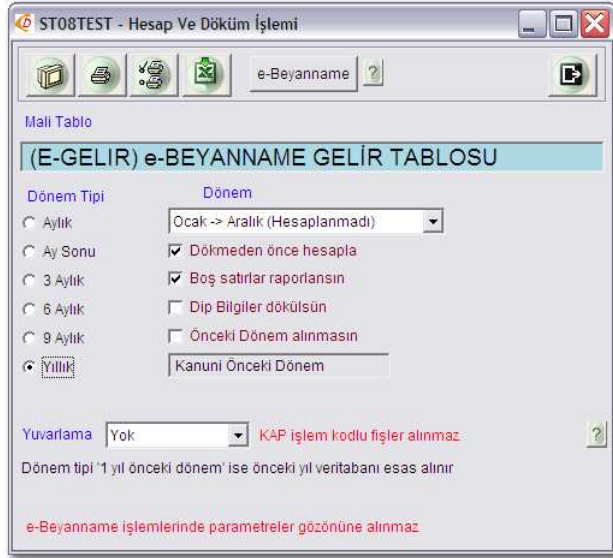 ST08TEST - Hesap Ve Döküm İşlemi
e-Beyanname ?
Mali Tablo
(E-GELIR) e-BEYANNAME GELİR TABLOSU
Dönem Tipi Dönem
Aylık Ocak -> Aralık (Hesaplanmadı)
Ay Sonu Dökmeden önce hesapla
3 Aylık Boş satırlar raporlansın
6 Aylık Dip Bilgiler dökülsün
9 Aylık Önceki Dönem alınmasın
Yıllık Kanuni Önceki Dönem
Yuvarlama Yok KAP işlem kodlu fişler alınmaz ?
Dönem tipi '1 yıl önceki dönem' ise önceki yıl veritabanı esas alınır
e-Beyanname işlemlerinde parametreler gözönüne alınmaz